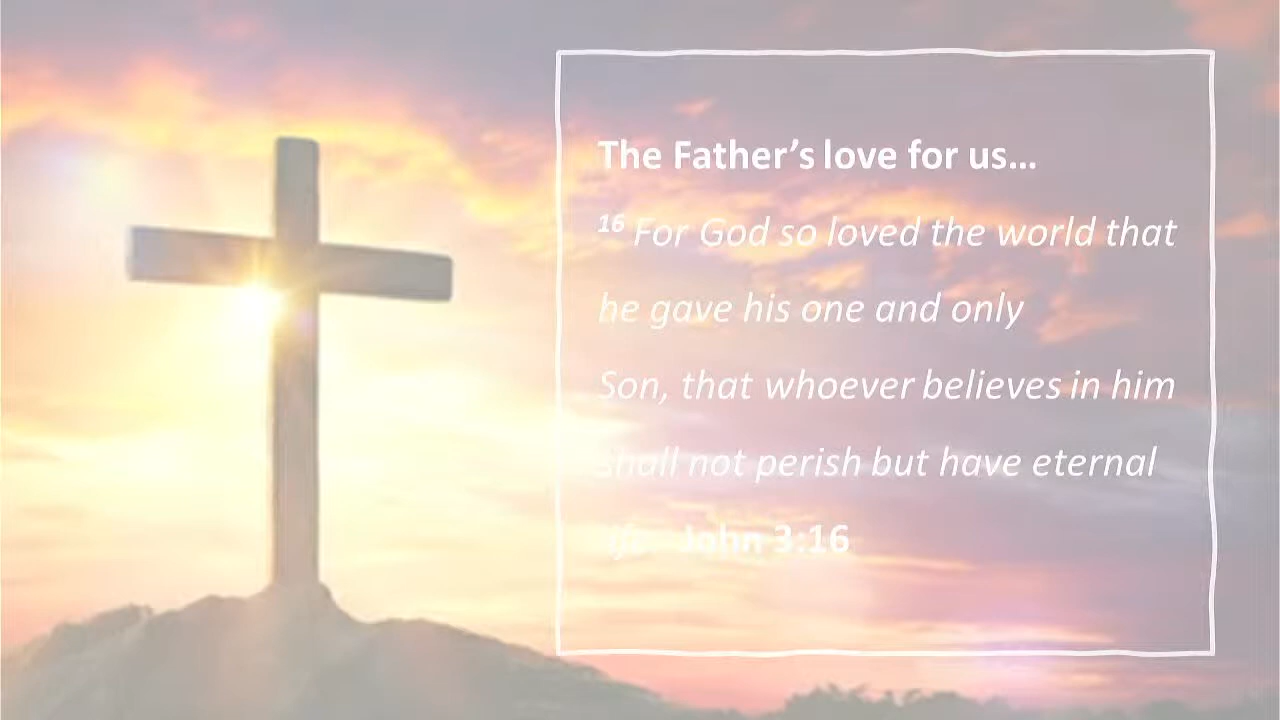 The Father’s love for us…
16 For God so loved the world that
he gave his one and only
Son, that whoever believes in him
shall not perish but have eternal
life. John 3:16